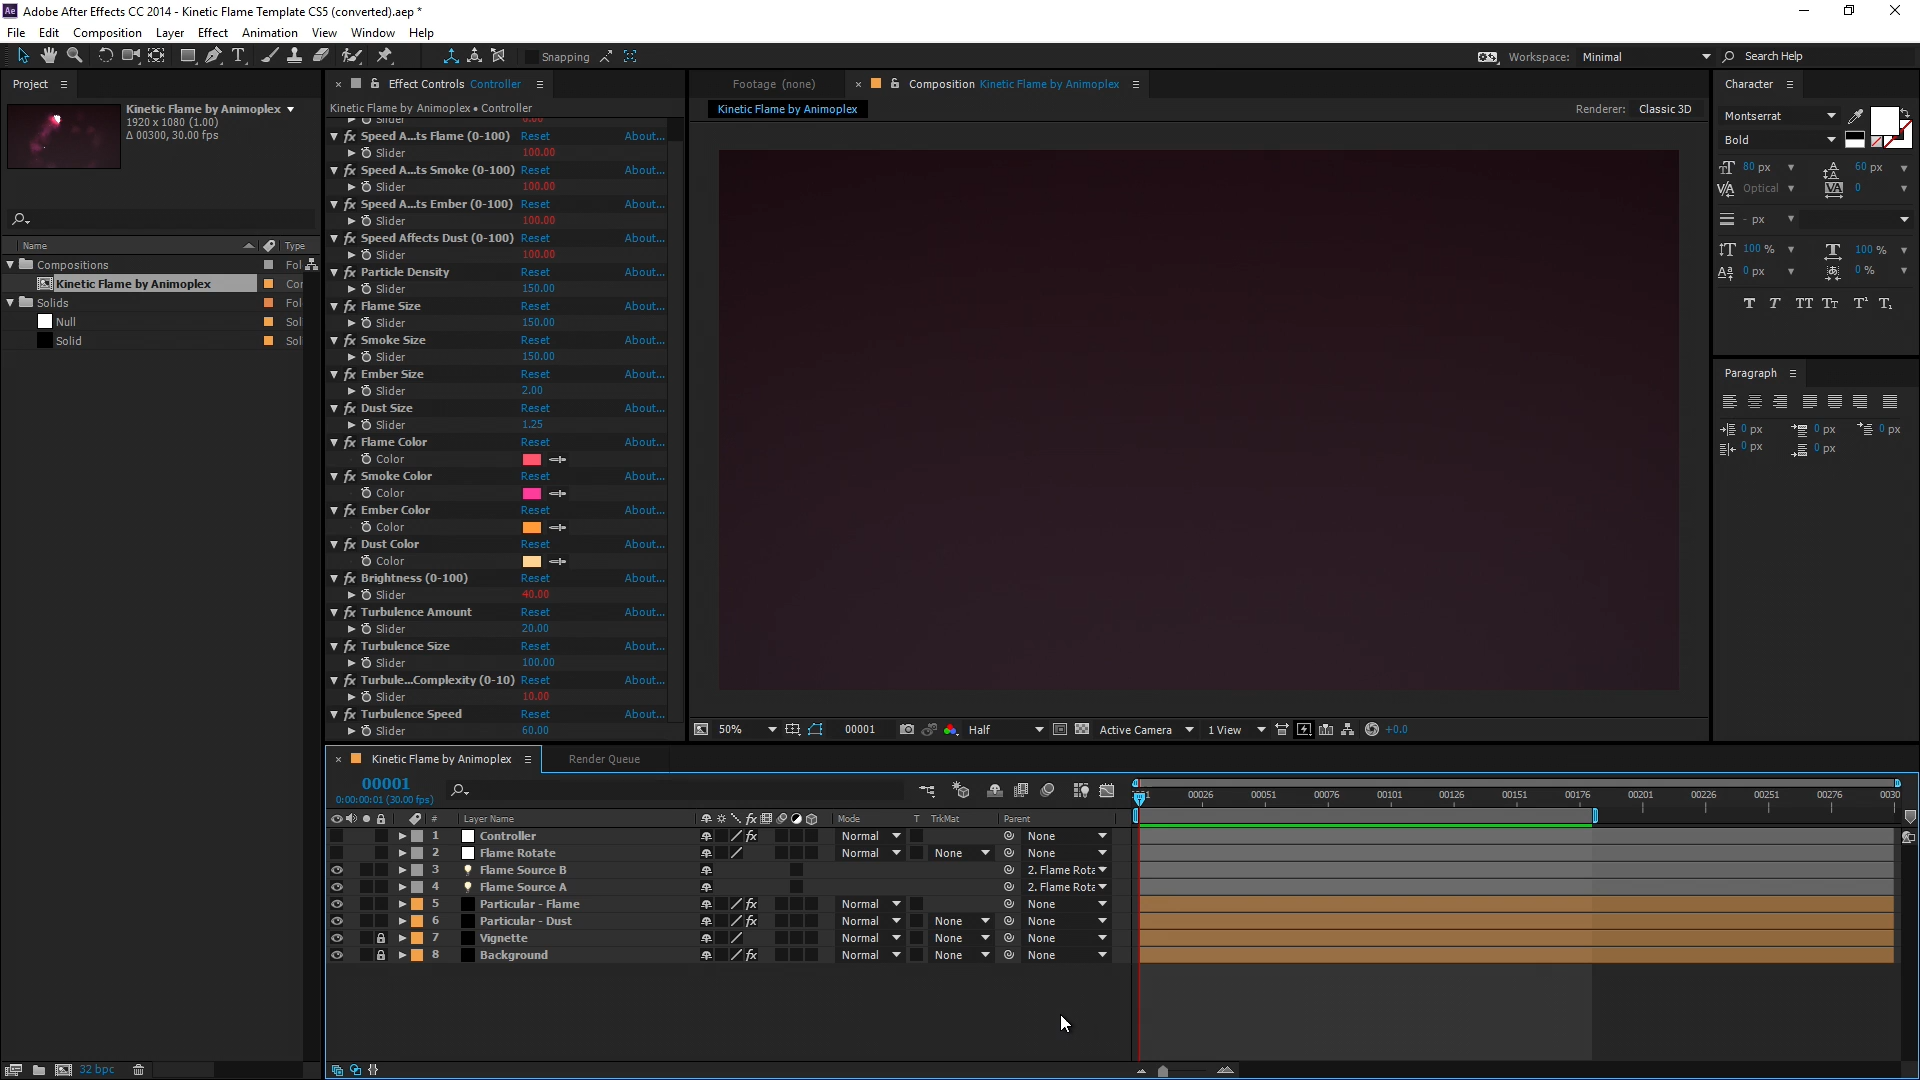 Adobe After Effects CC 2014 - Kinetic Flame Template CS5 (converted).aep *
File Edit Composition Layer Effect Animation View Window Help
Snapping
Workspace: Minimal
Search Help
Project
Kinetic Flame by Animoplex
1920 x 1080 (1.00)
Δ 00300, 30.00 fps
Name Type
Compositions Fol
Kinetic Flame by Animoplex Cor
Solids Fol
Null Sol
Solid Sol
32 bpc
Effect Controls Controller
Kinetic Flame by Animoplex • Controller
Slider 0.00
Speed A...ts Flame (0-100) Reset About...
Slider 100.00
Speed A...ts Smoke (0-100) Reset About...
Slider 100.00
Speed A...ts Ember (0-100) Reset About...
Slider 100.00
Speed Affects Dust (0-100) Reset About...
Slider 100.00
Particle Density Reset About...
Slider 150.00
Flame Size Reset About...
Slider 150.00
Smoke Size Reset About...
Slider 150.00
Ember Size Reset About...
Slider 2.00
Dust Size Reset About...
Slider 1.25
Flame Color Reset About...
Color
Smoke Color Reset About...
Color
Ember Color Reset About...
Color
Dust Color Reset About...
Color
Brightness (0-100) Reset About...
Slider 40.00
Turbulence Amount Reset About...
Slider 20.00
Turbulence Size Reset About...
Slider 100.00
Turbule...Complexity (0-10) Reset About...
Slider 10.00
Turbulence Speed Reset About...
Slider 60.00
Footage (none)
Composition Kinetic Flame by Animoplex
Kinetic Flame by Animoplex
Renderer: Classic 3D
50% 00001 Half Active Camera 1 View +0.0
Character
Montserrat
Bold
80 px 60 px
Optical 0
- px
100 % 100 %
0 px 0 %
Paragraph
0 px 0 px 0 px
0 px 0 px
Kinetic Flame by Animoplex
Render Queue
00001
0:00:00:01 (30.00 fps)
00026 00051 00076 00101 00126 00151 00176 00201 00226 00251 00276 0030
# Layer Name Mode T TrkMat Parent
1 Controller Normal None
2 Flame Rotate Normal None None
3 Flame Source B 2. Flame Rota
4 Flame Source A 2. Flame Rota
5 Particular - Flame Normal None
6 Particular - Dust Normal None None
7 Vignette Normal None None
8 Background Normal None None